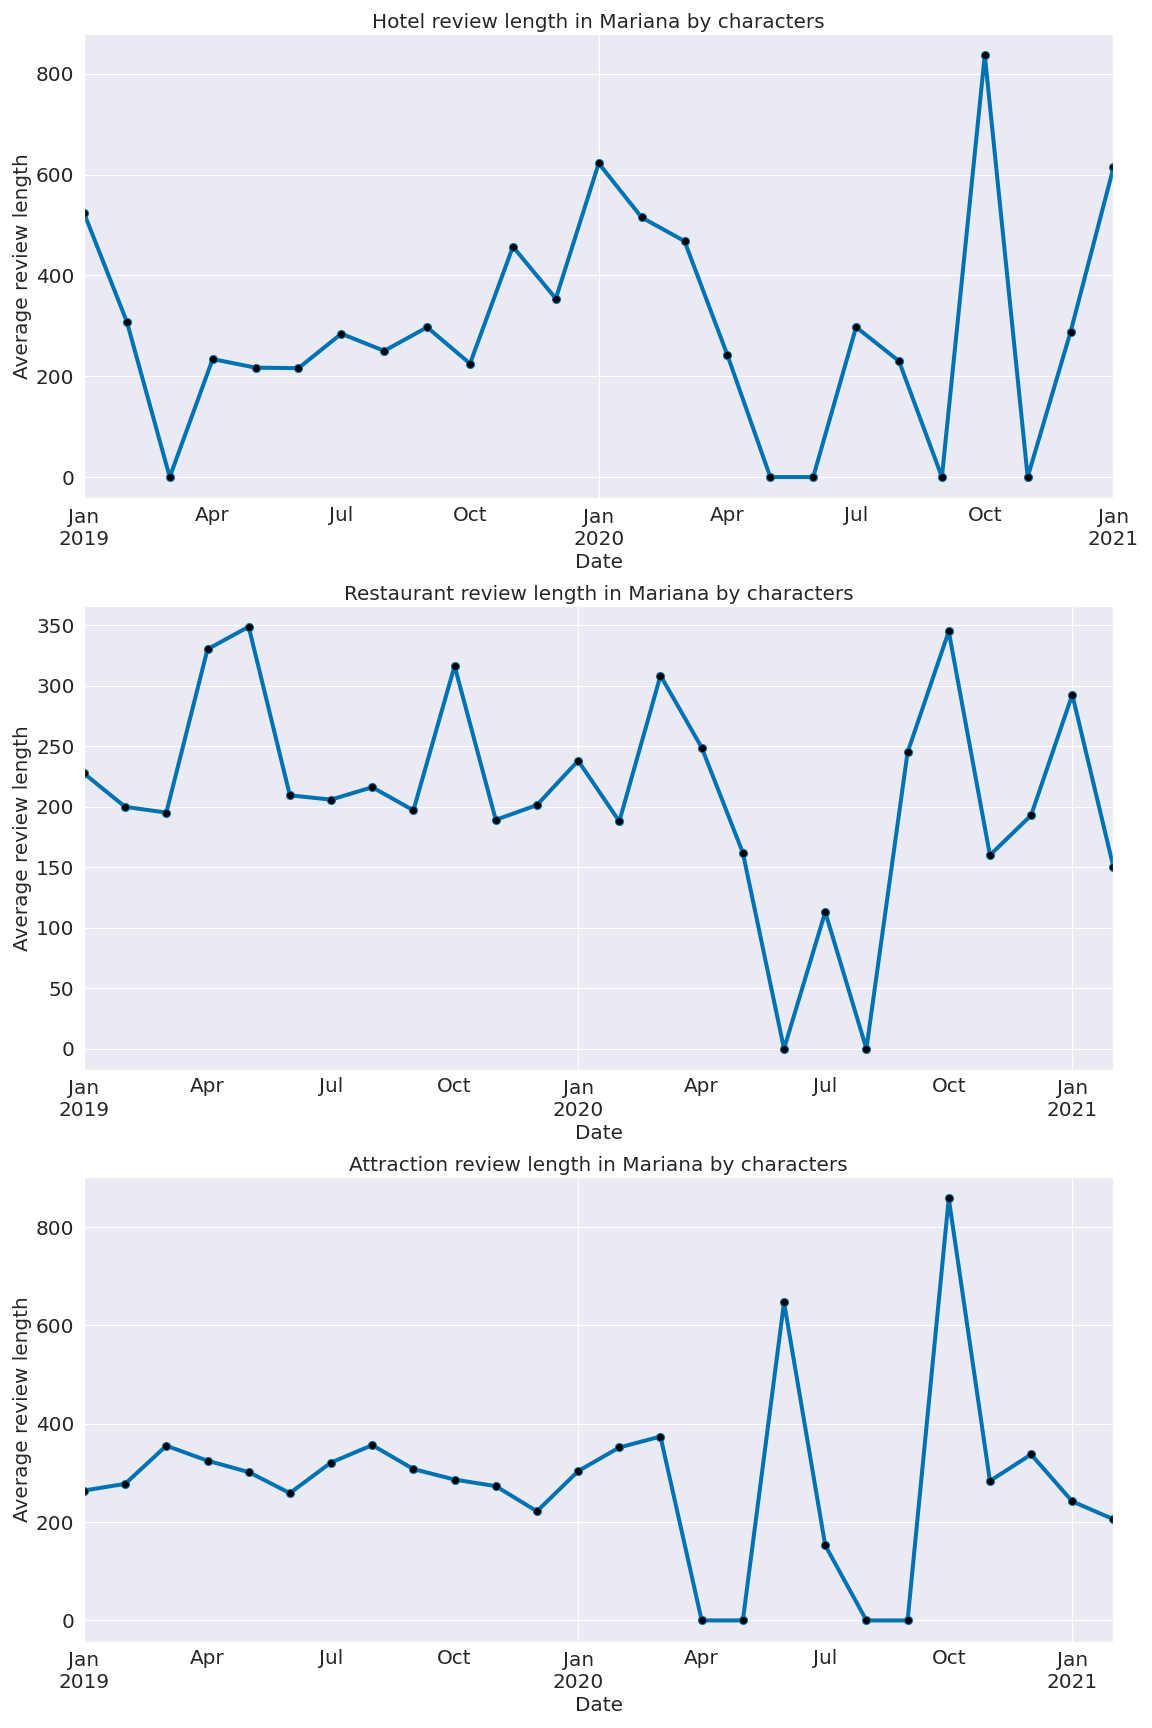 Hotel review length in Mariana by characters
Average review length
800
600
400
200
0
Jan
2019
Apr
Jul
Oct
Jan
2020
Apr
Jul
Oct
Jan
2021
Date
Restaurant review length in Mariana by characters
Average review length
350
300
250
200
150
100
50
0
Jan
2019
Apr
Jul
Oct
Jan
2020
Apr
Jul
Oct
Jan
2021
Date
Attraction review length in Mariana by characters
Average review length
800
600
400
200
0
Jan
2019
Apr
Jul
Oct
Jan
2020
Apr
Jul
Oct
Jan
2021
Date